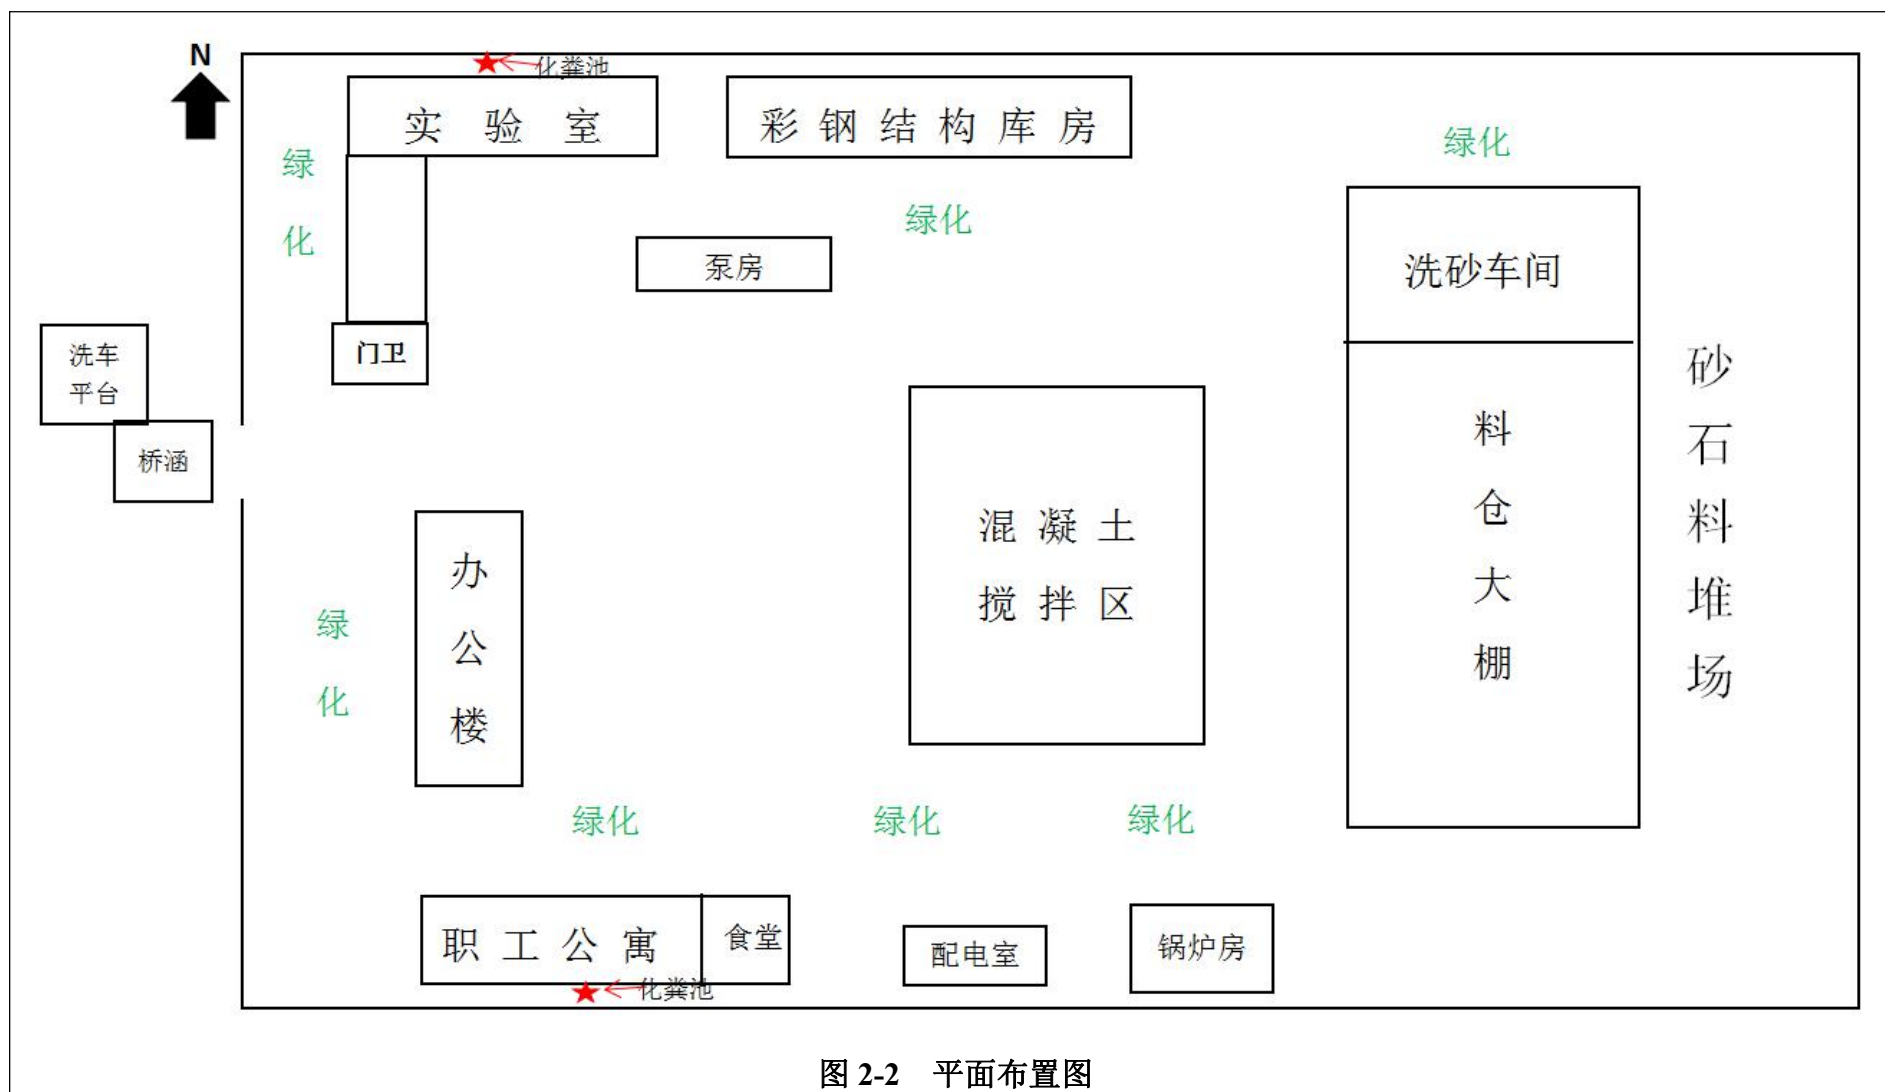 N
化粪池
实验室
彩钢结构库房
绿化
绿化
绿化
泵房
洗砂车间
门卫
洗车
平台
桥涵
砂石料堆场
料仓大棚
混凝土
搅拌区
办公楼
绿化
绿化
绿化
绿化
职工公寓
食堂
配电室
锅炉房
化粪池
图 2-2 平面布置图